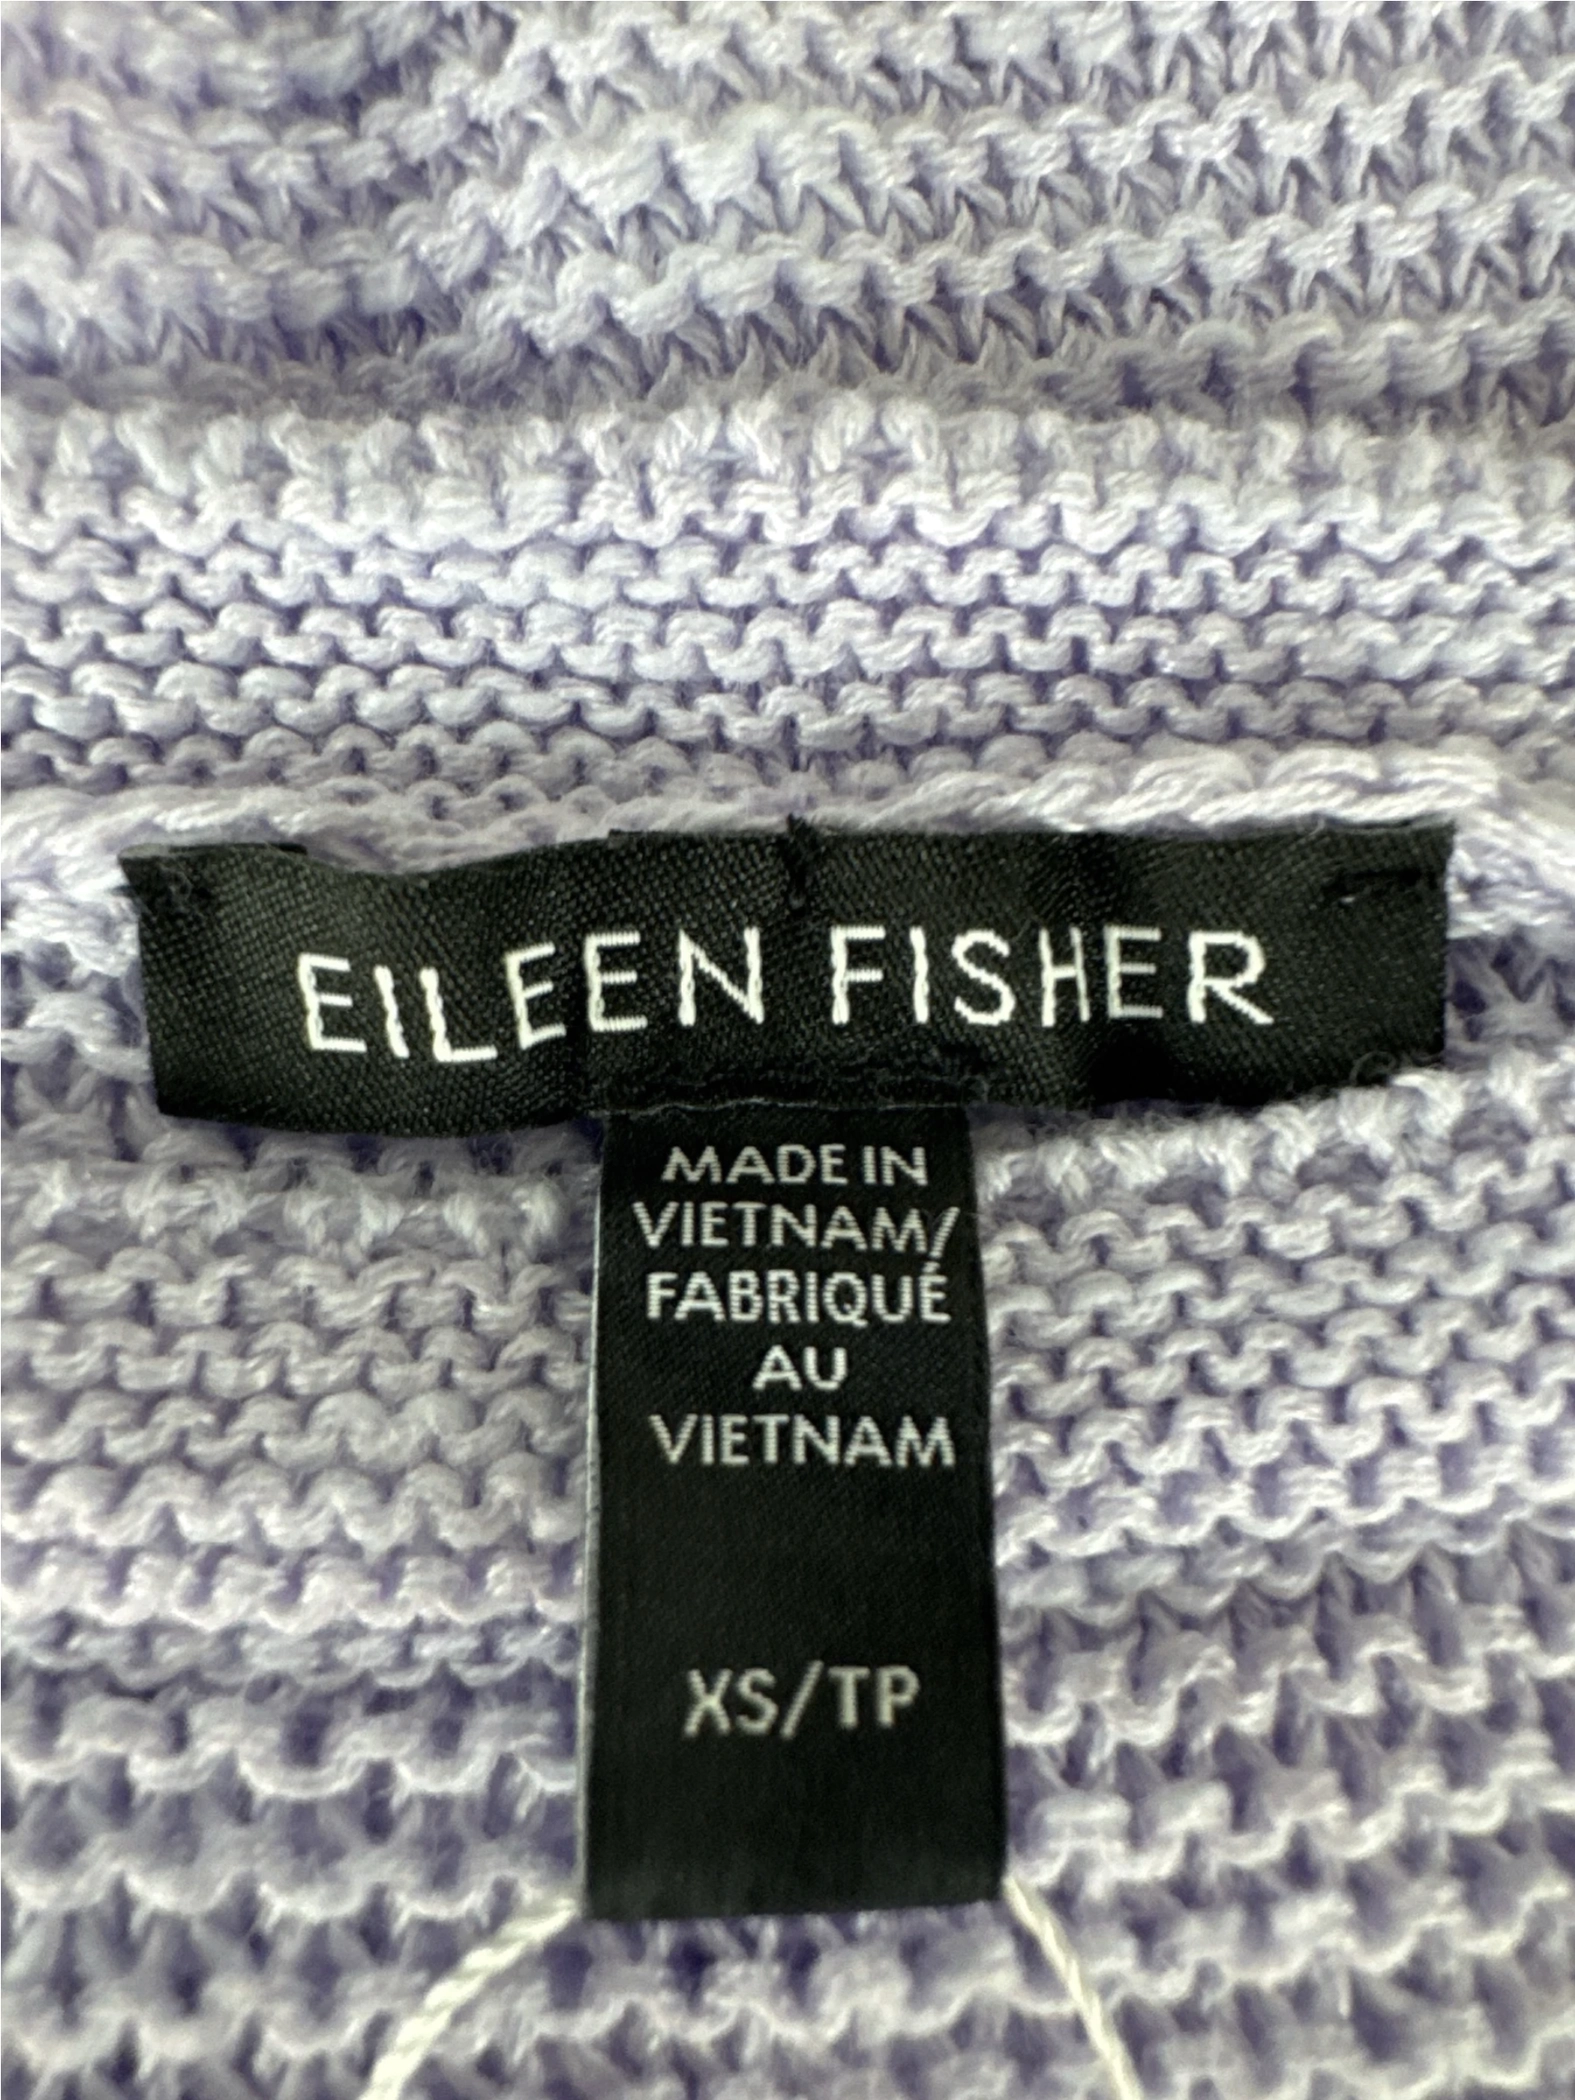 EILEEN FISHER
MADE IN
VIETNAM/
FABRIQUÉ
AU
VIETNAM
XS/TP